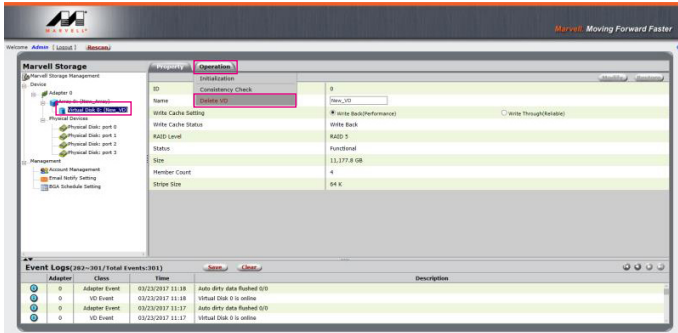 MARVELL
Marvell. Moving Forward Faster
Welcome Admin [ Logout ] Rescan
Marvell Storage
Property Operation
Marvell Storage Management
Device
Adapter 0
Array 0: (New_Array)
Virtual Disk 0: (New_VD)
Physical Devices
Physical Disk: port 0
Physical Disk: port 1
Physical Disk: port 2
Physical Disk: port 3
Management
Account Management
Email Notify Setting
BGA Schedule Setting
Initialization
Consistency Check
Delete VD
ID 0
Name New_VD
Write Cache Setting Write Back(Performance) Write Through(Reliable)
Write Cache Status Write Back
RAID Level RAID 5
Status Functional
Size 11,177.8 GB
Member Count 4
Stripe Size 64 K
Event Logs(282~301/Total Events:301) Save Clear
Adapter Class Time Description
0 Adapter Event 03/23/2017 11:18 Auto dirty data flushed 0/0
0 VD Event 03/23/2017 11:18 Virtual Disk 0 is online
0 Adapter Event 03/23/2017 11:17 Auto dirty data flushed 0/0
0 VD Event 03/23/2017 11:17 Virtual Disk 0 is online